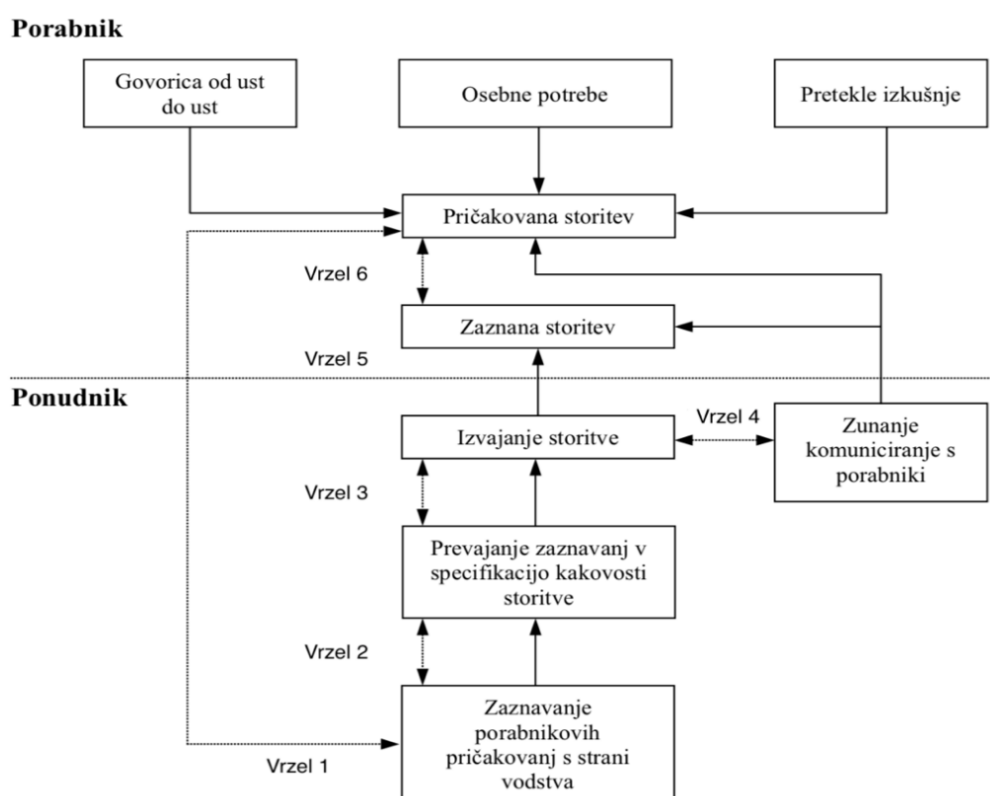 Porabnik
Govorica od ust
do ust
Osebne potrebe
Pretekle izkušnje
Pričakovana storitev
Vrzel 6
Zaznana storitev
Vrzel 5
Ponudnik
Izvajanje storitve
Vrzel 4
Zunanje
komuniciranje s
porabniki
Vrzel 3
Prevajanje zaznavanj v
specifikacijo kakovosti
storitve
Vrzel 2
Zaznavanje
porabnikovih
pričakovanj s strani
vodstva
Vrzel 1